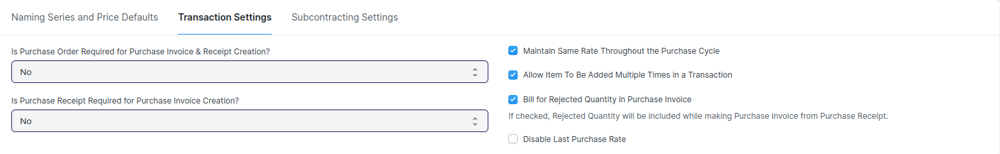 Naming Series and Price Defaults
Transaction Settings
Subcontracting Settings
Is Purchase Order Required for Purchase Invoice & Receipt Creation?
No
Is Purchase Receipt Required for Purchase Invoice Creation?
No
Maintain Same Rate Throughout the Purchase Cycle
Allow Item To Be Added Multiple Times in a Transaction
Bill for Rejected Quantity in Purchase Invoice
If checked, Rejected Quantity will be included while making Purchase Invoice from Purchase Receipt.
Disable Last Purchase Rate